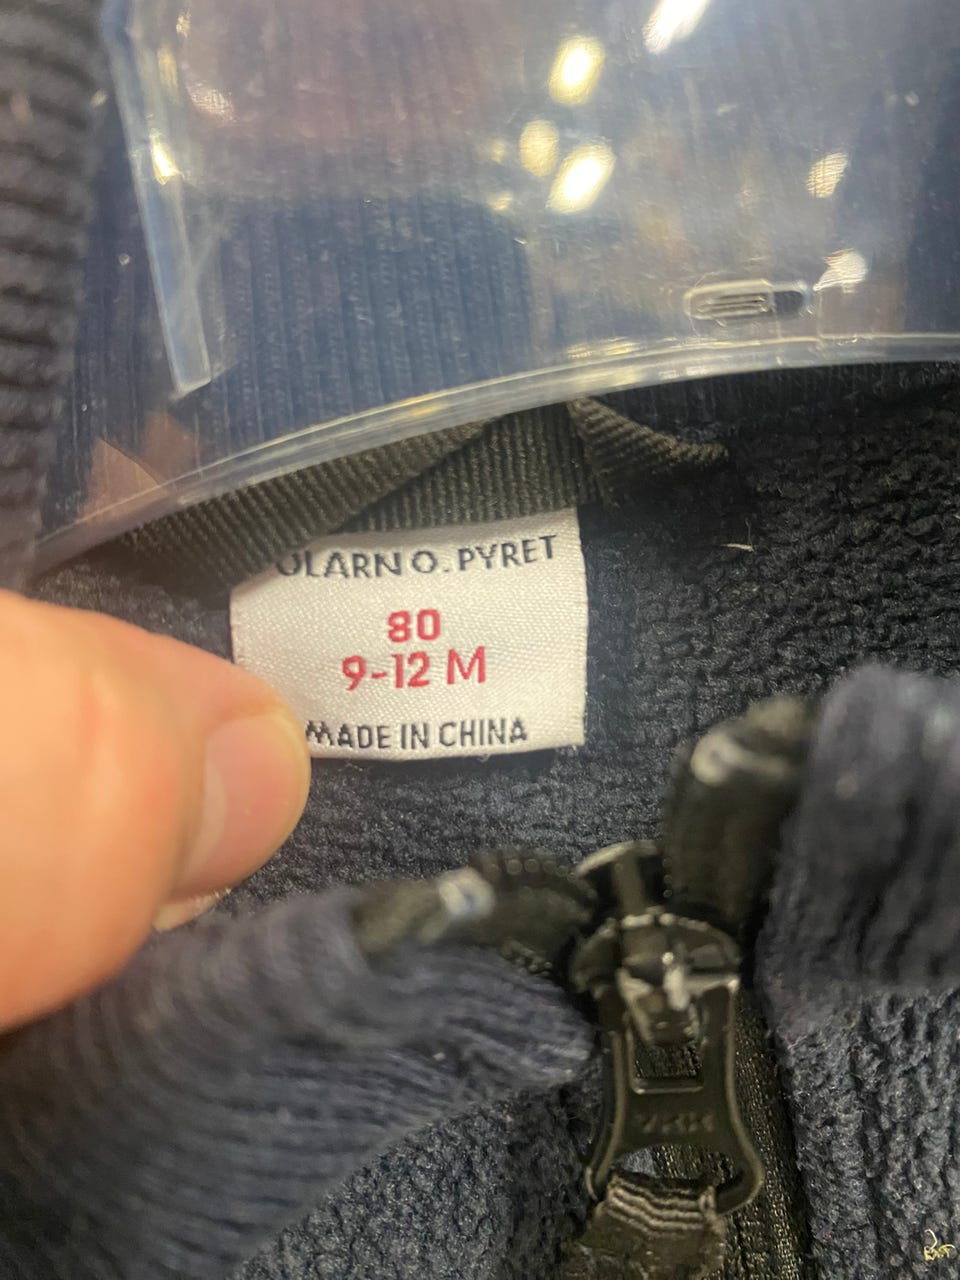 OLARN O. PYRET
80
9-12 M
MADE IN CHINA